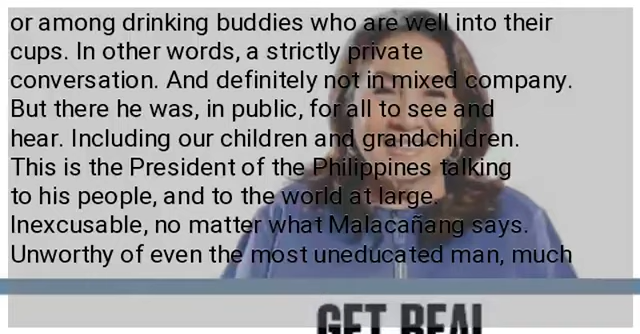 or among drinking buddies who are well into their
cups. In other words, a strictly private
conversation. And definitely not in mixed company.
But there he was, in public, for all to see and
hear. Including our children and grandchildren.
This is the President of the Philippines talking
to his people, and to the world at large.
Inexcusable, no matter what Malacañang says.
Unworthy of even the most uneducated man, much
GET REAL